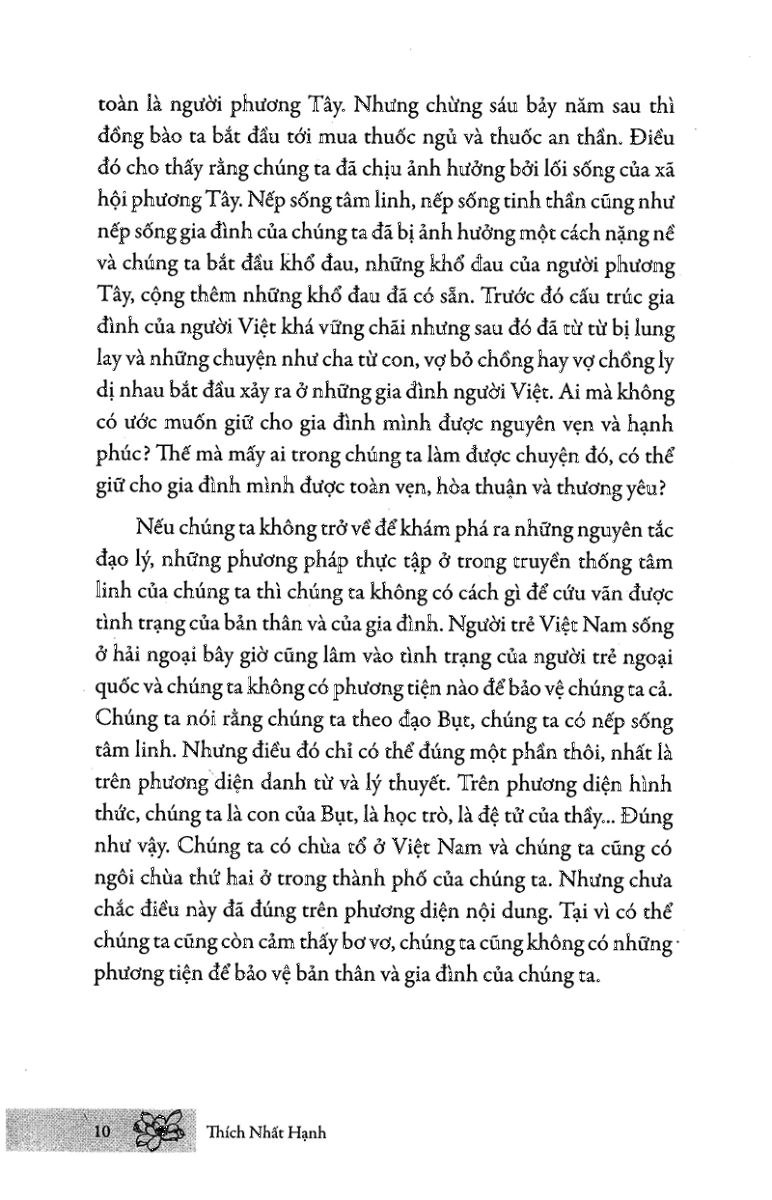 toàn là người phương Tây. Nhưng chừng sáu bảy năm sau thì
đồng bào ta bắt đầu tới mua thuốc ngủ và thuốc an thần. Điều
đó cho thấy rằng chúng ta đã chịu ảnh hưởng bởi lối sống của xã
hội phương Tây. Nếp sống tâm linh, nếp sống tinh thần cũng như
nếp sống gia đình của chúng ta đã bị ảnh hưởng một cách nặng nề
và chúng ta bắt đầu khổ đau, những khổ đau của người phương
Tây, cộng thêm những khổ đau đã có sẵn. Trước đó cấu trúc gia
đình của người Việt khá vững chãi nhưng sau đó đã từ từ bị lung
lay và những chuyện như cha từ con, vợ bỏ chồng hay vợ chồng ly
dị nhau bắt đầu xảy ra ở những gia đình người Việt. Ai mà không
có ước muốn giữ cho gia đình mình được nguyên vẹn và hạnh
phúc? Thế mà mấy ai trong chúng ta làm được chuyện đó, có thể
giữ cho gia đình mình được toàn vẹn, hòa thuận và thương yêu?
Nếu chúng ta không trở về để khám phá ra những nguyên tắc
đạo lý, những phương pháp thực tập ở trong truyền thống tâm
linh của chúng ta thì chúng ta không có cách gì để cứu vãn được
tình trạng của bản thân và của gia đình. Người trẻ Việt Nam sống
ở hải ngoại bây giờ cũng lâm vào tình trạng của người trẻ ngoại
quốc và chúng ta không có phương tiện nào để bảo vệ chúng ta cả.
Chúng ta nói rằng chúng ta theo đạo Bụt, chúng ta có nếp sống
tâm linh. Nhưng điều đó chỉ có thể đúng một phần thôi, nhất là
trên phương diện danh từ và lý thuyết. Trên phương diện hình
thức, chúng ta là con của Bụt, là học trò, là đệ tử của thầy... Đúng
như vậy. Chúng ta có chùa tổ ở Việt Nam và chúng ta cũng có
ngôi chùa thứ hai ở trong thành phố của chúng ta. Nhưng chưa
chắc điều này đã đúng trên phương diện nội dung. Tại vì có thể
chúng ta cũng còn cảm thấy bơ vơ, chúng ta cũng không có những
phương tiện để bảo vệ bản thân và gia đình của chúng ta.
10 Thích Nhất Hạnh